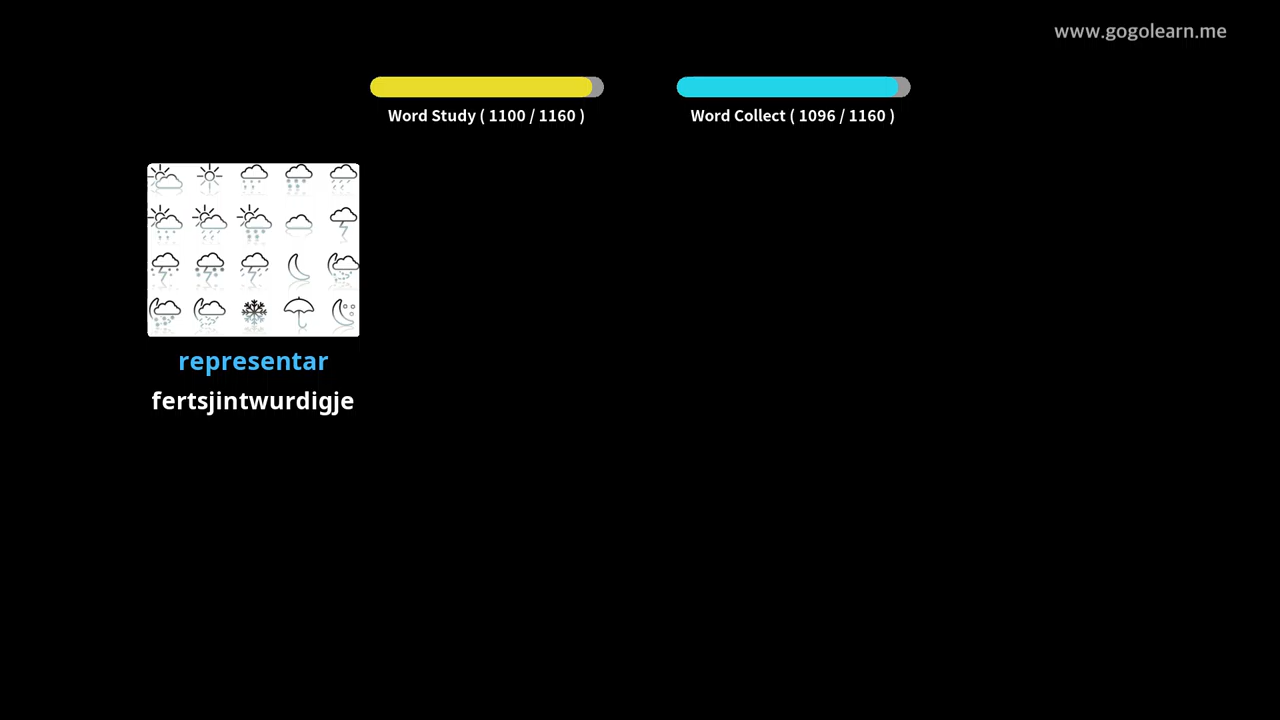 www.gogolearn.me
Word Study ( 1100 / 1160 )
Word Collect ( 1096 / 1160 )
representar
fertsjintwurdigje